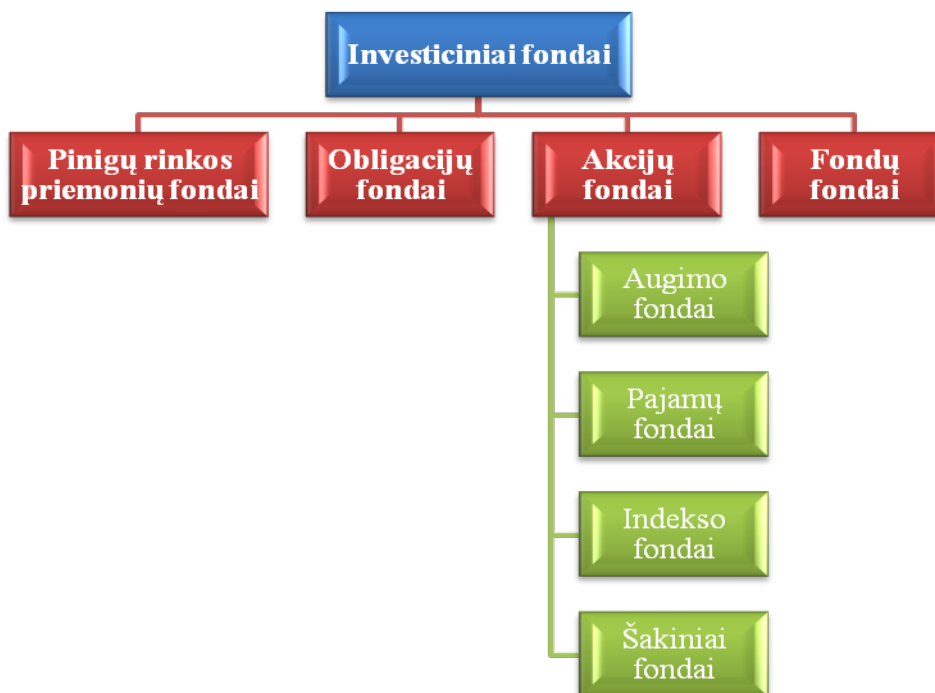 Investiciniai fondai
Pinigų rinkos
priemonių fondai
Obligacijų
fondai
Akcijų
fondai
Fondų
fondai
Augimo
fondai
Pajamų
fondai
Indekso
fondai
Šakiniai
fondai